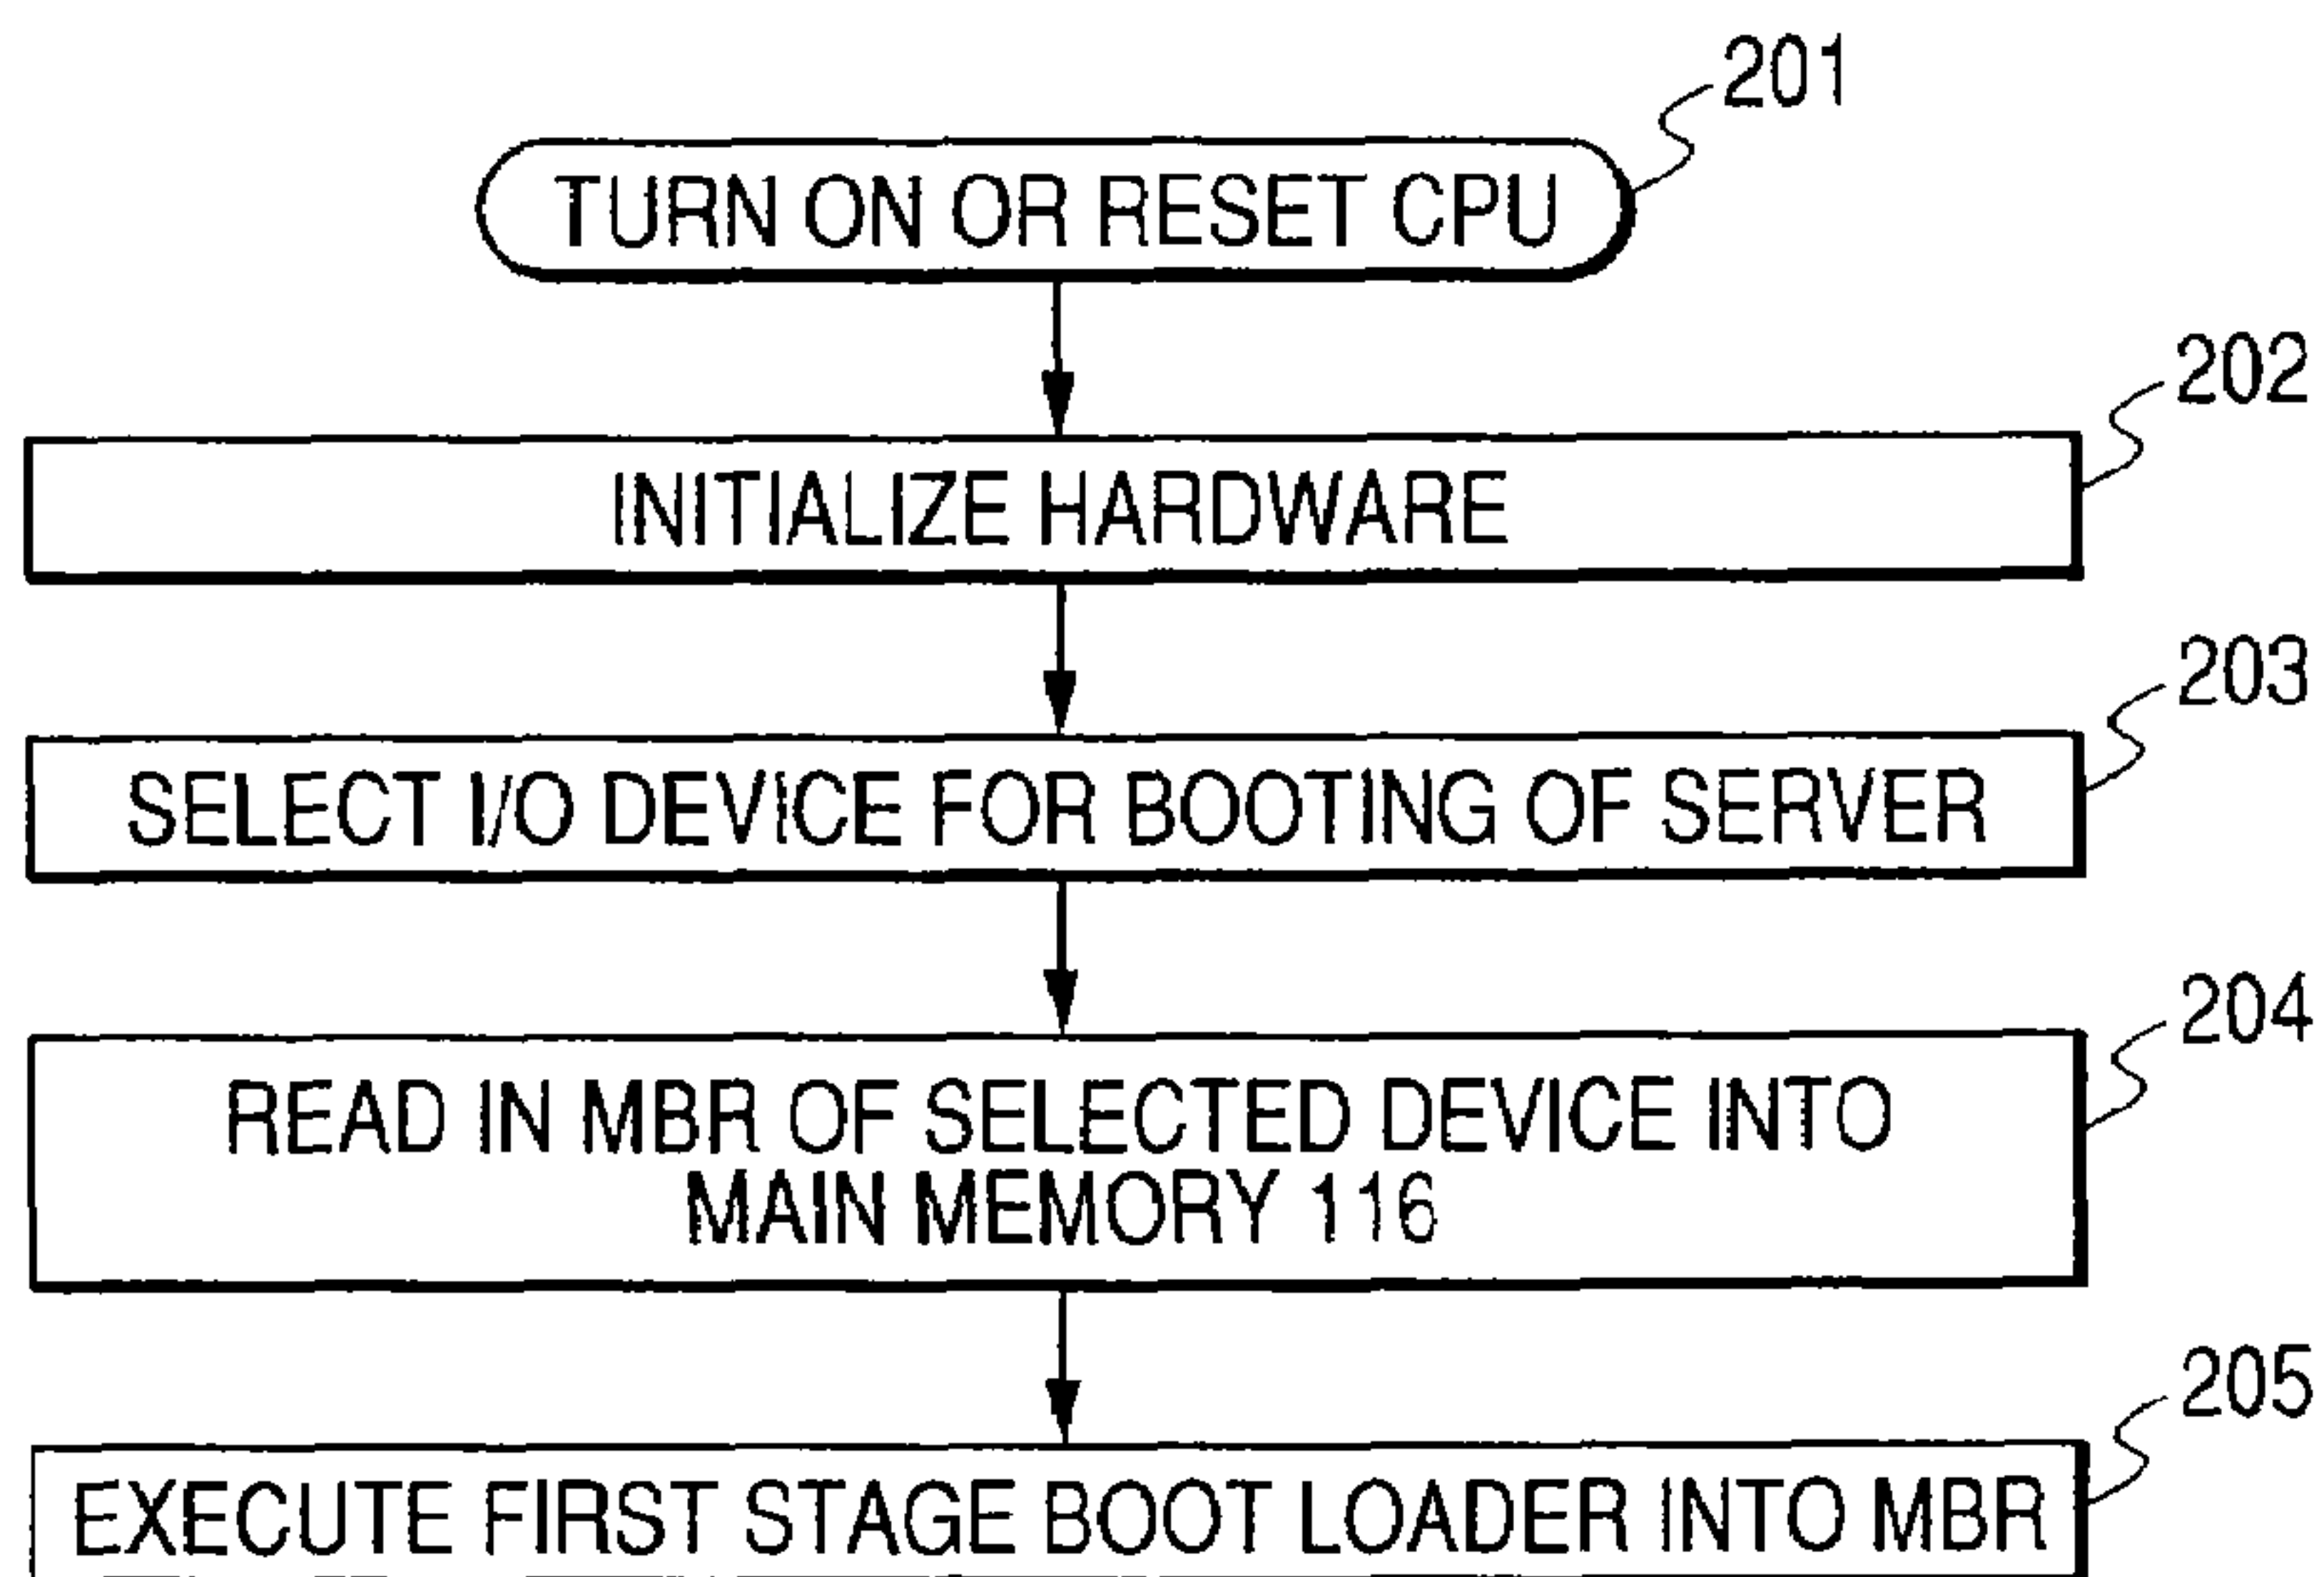 201
TURN ON OR RESET CPU
202
INITIALIZE HARDWARE
203
SELECT I/O DEVICE FOR BOOTING OF SERVER
204
READ IN MBR OF SELECTED DEVICE INTO
MAIN MEMORY 116
205
EXECUTE FIRST STAGE BOOT LOADER INTO MBR